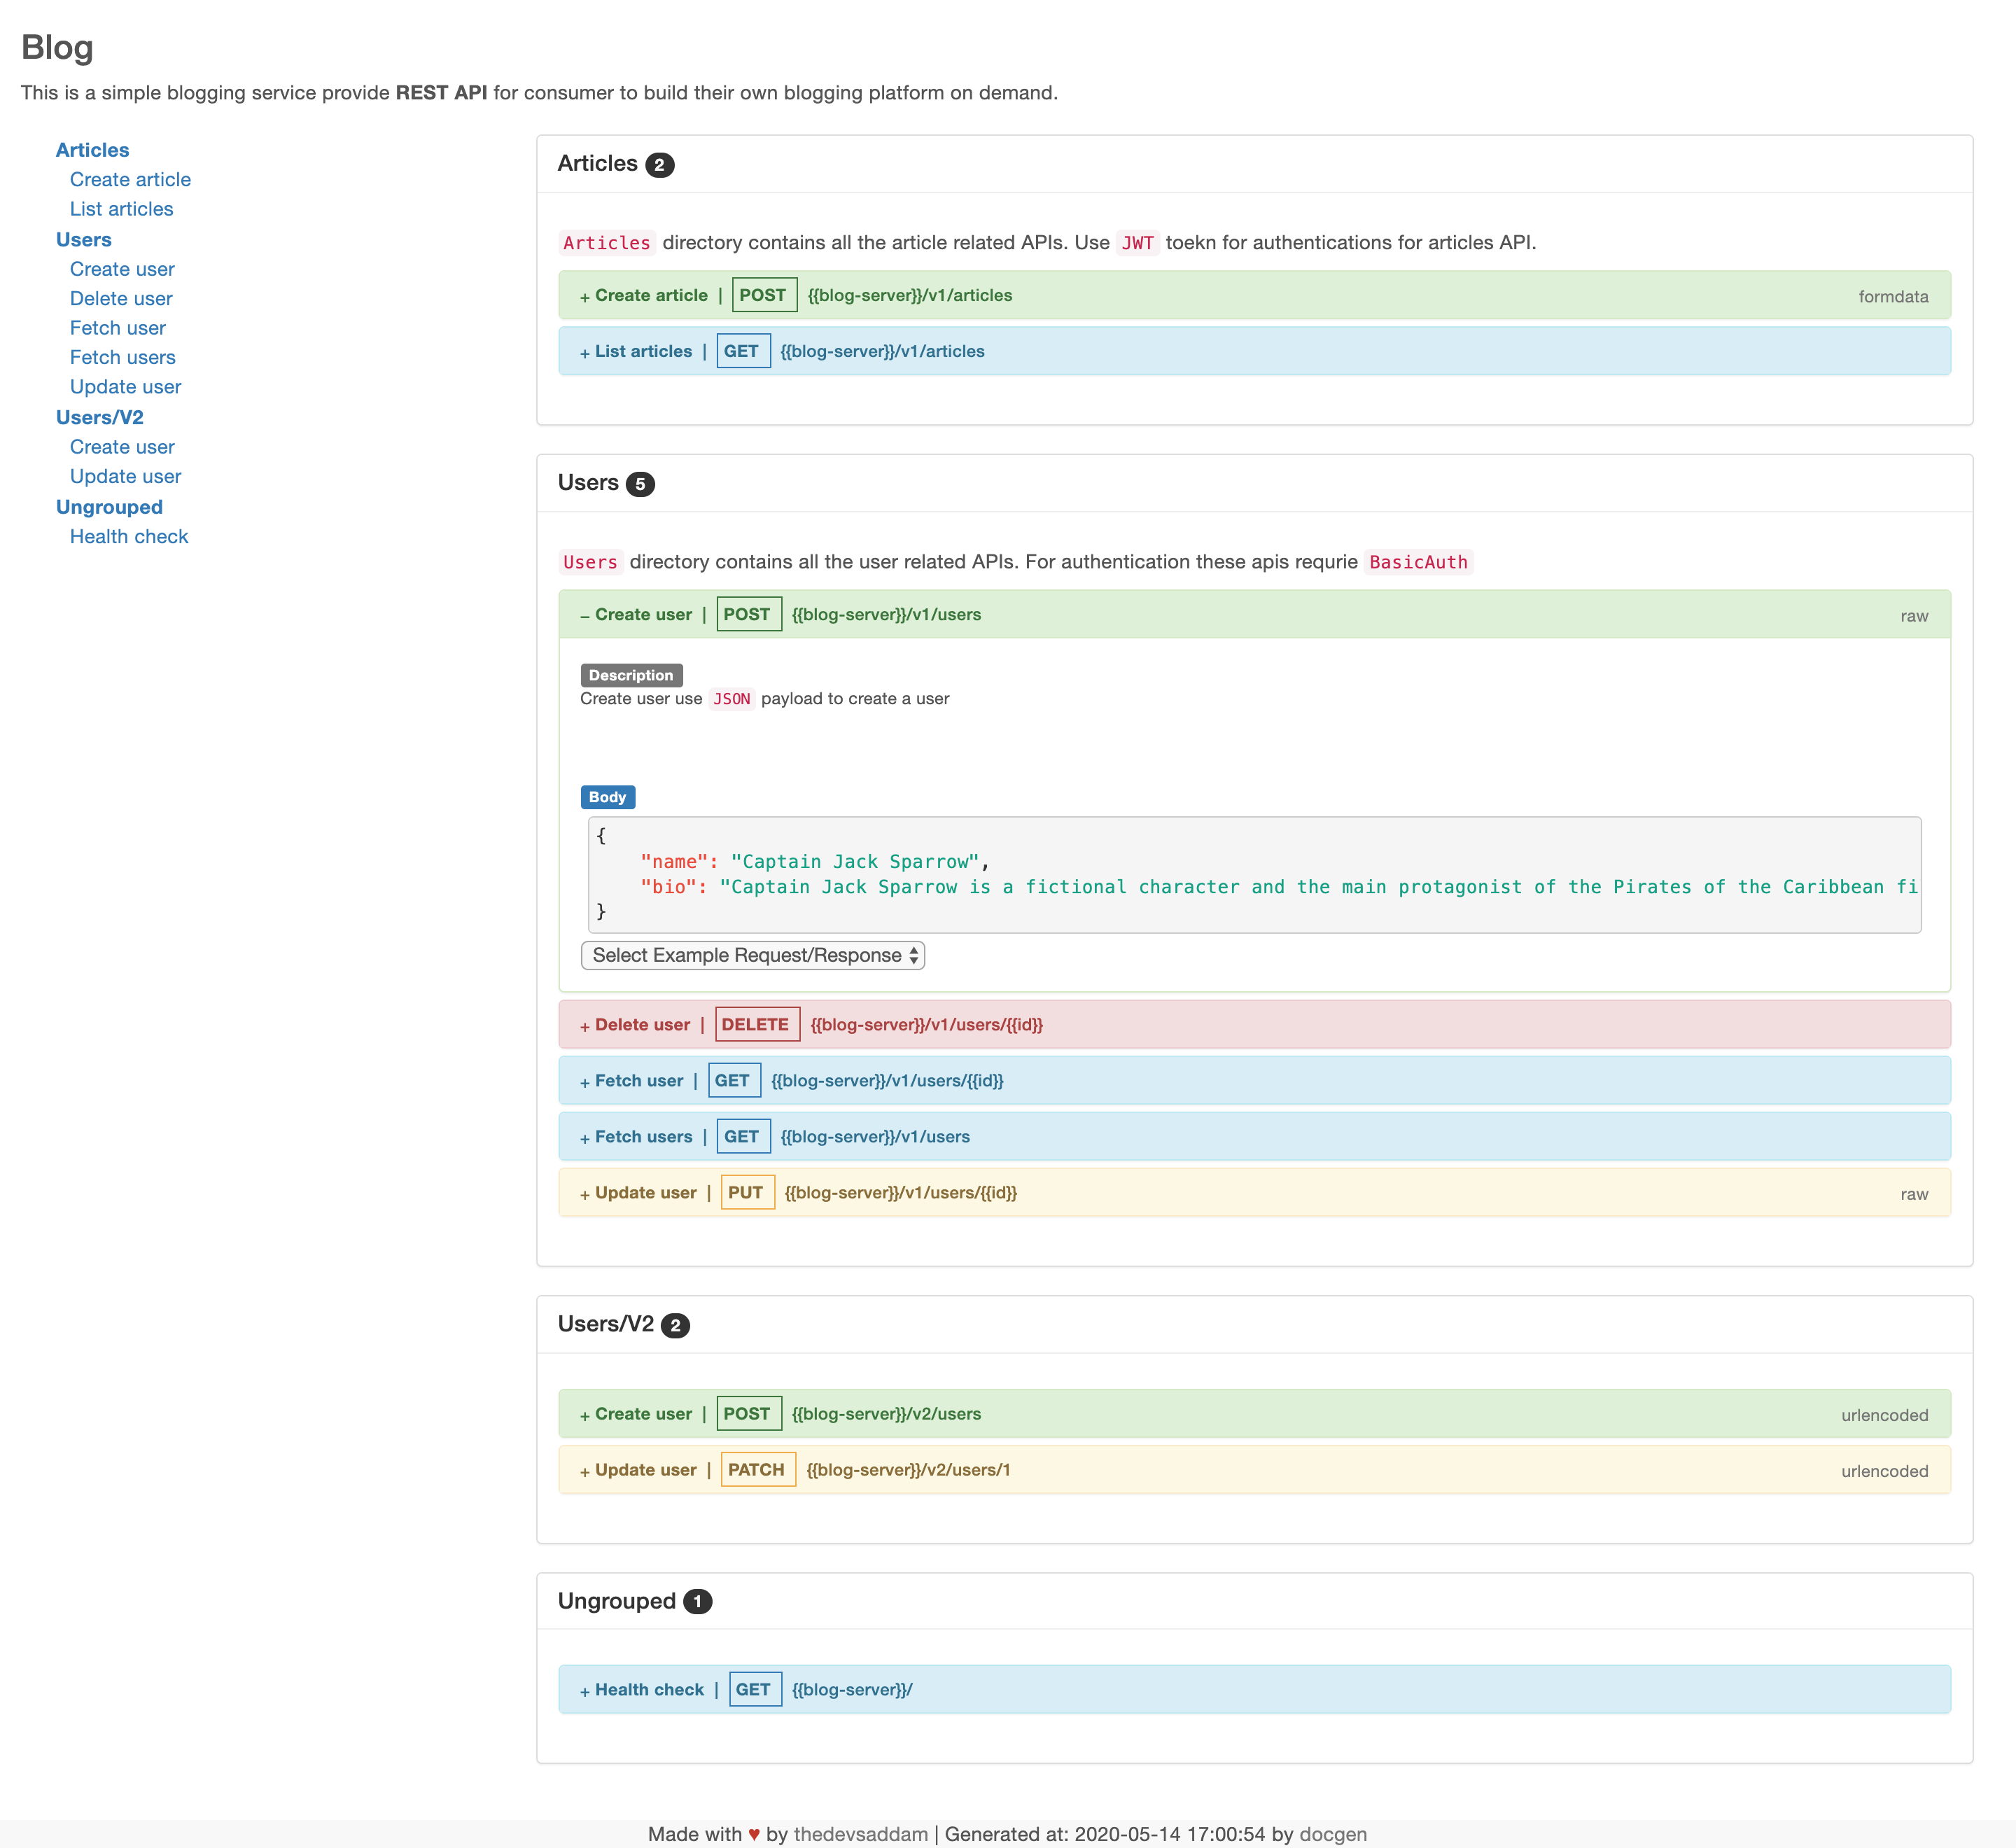 Blog
This is a simple blogging service provide REST API for consumer to build their own blogging platform on demand.
Articles
Create article
List articles
Users
Create user
Delete user
Fetch user
Fetch users
Update user
Users/V2
Create user
Update user
Ungrouped
Health check
Articles 2
Articles directory contains all the article related APIs. Use JWT toekn for authentications for articles API.
+ Create article | POST {{blog-server}}/v1/articles formdata
+ List articles | GET {{blog-server}}/v1/articles
Users 5
Users directory contains all the user related APIs. For authentication these apis requrie BasicAuth
– Create user | POST {{blog-server}}/v1/users raw
Description
Create user use JSON payload to create a user
Body
{
"name": "Captain Jack Sparrow",
"bio": "Captain Jack Sparrow is a fictional character and the main protagonist of the Pirates of the Caribbean fi
}
Select Example Request/Response
+ Delete user | DELETE {{blog-server}}/v1/users/{{id}}
+ Fetch user | GET {{blog-server}}/v1/users/{{id}}
+ Fetch users | GET {{blog-server}}/v1/users
+ Update user | PUT {{blog-server}}/v1/users/{{id}} raw
Users/V2 2
+ Create user | POST {{blog-server}}/v2/users urlencoded
+ Update user | PATCH {{blog-server}}/v2/users/1 urlencoded
Ungrouped 1
+ Health check | GET {{blog-server}}/
Made with ♥ by thedevsaddam | Generated at: 2020-05-14 17:00:54 by docgen